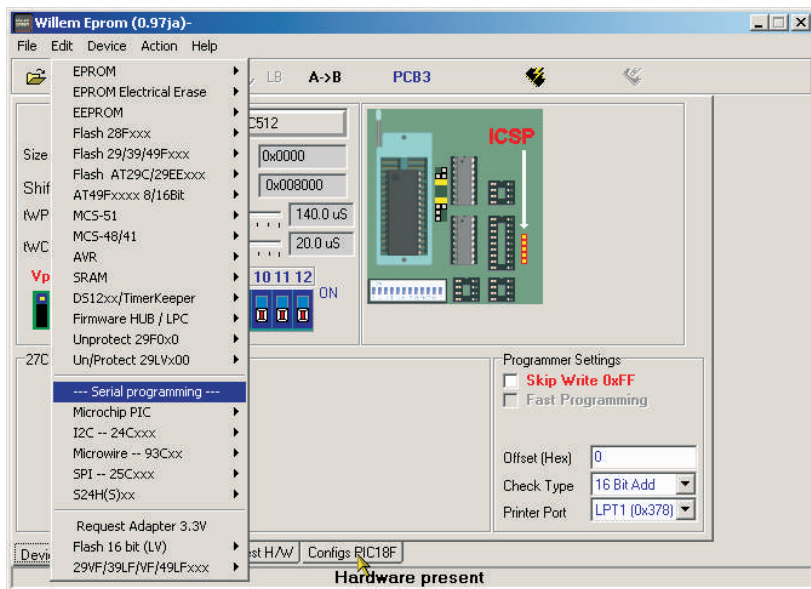 Willem Eprom (0.97ja)-
File Edit Device Action Help
LB A->B PCB3
EPROM
EPROM Electrical Erase
EEPROM
Flash 28Fxxx
Flash 29/39/49Fxxx
Flash AT29C/29EExxx
AT49Fxxxx 8/16Bit
MCS-51
MCS-48/41
AVR
SRAM
DS12xx/TimerKeeper
Firmware HUB / LPC
Unprotect 29F0x0
Un/Protect 29LVx00
--- Serial programming ---
Microchip PIC
I2C -- 24Cxxx
Microwire -- 93Cxx
SPI -- 25Cxxx
S24H(S)xx
Request Adapter 3.3V
Flash 16 bit (LV)
29VF/39LF/VF/49LFxxx
C512
Size 0x0000
Shif 0x008000
tWP 140.0 uS
tWC 20.0 uS
Vp 10 11 12
ON
ICSP
27C
Programmer Settings
Skip Write 0xFF
Fast Programming
Offset (Hex) 0
Check Type 16 Bit Add
Printer Port LPT1 (0x378)
Devi est H/W Configs PIC18F
Hardware present